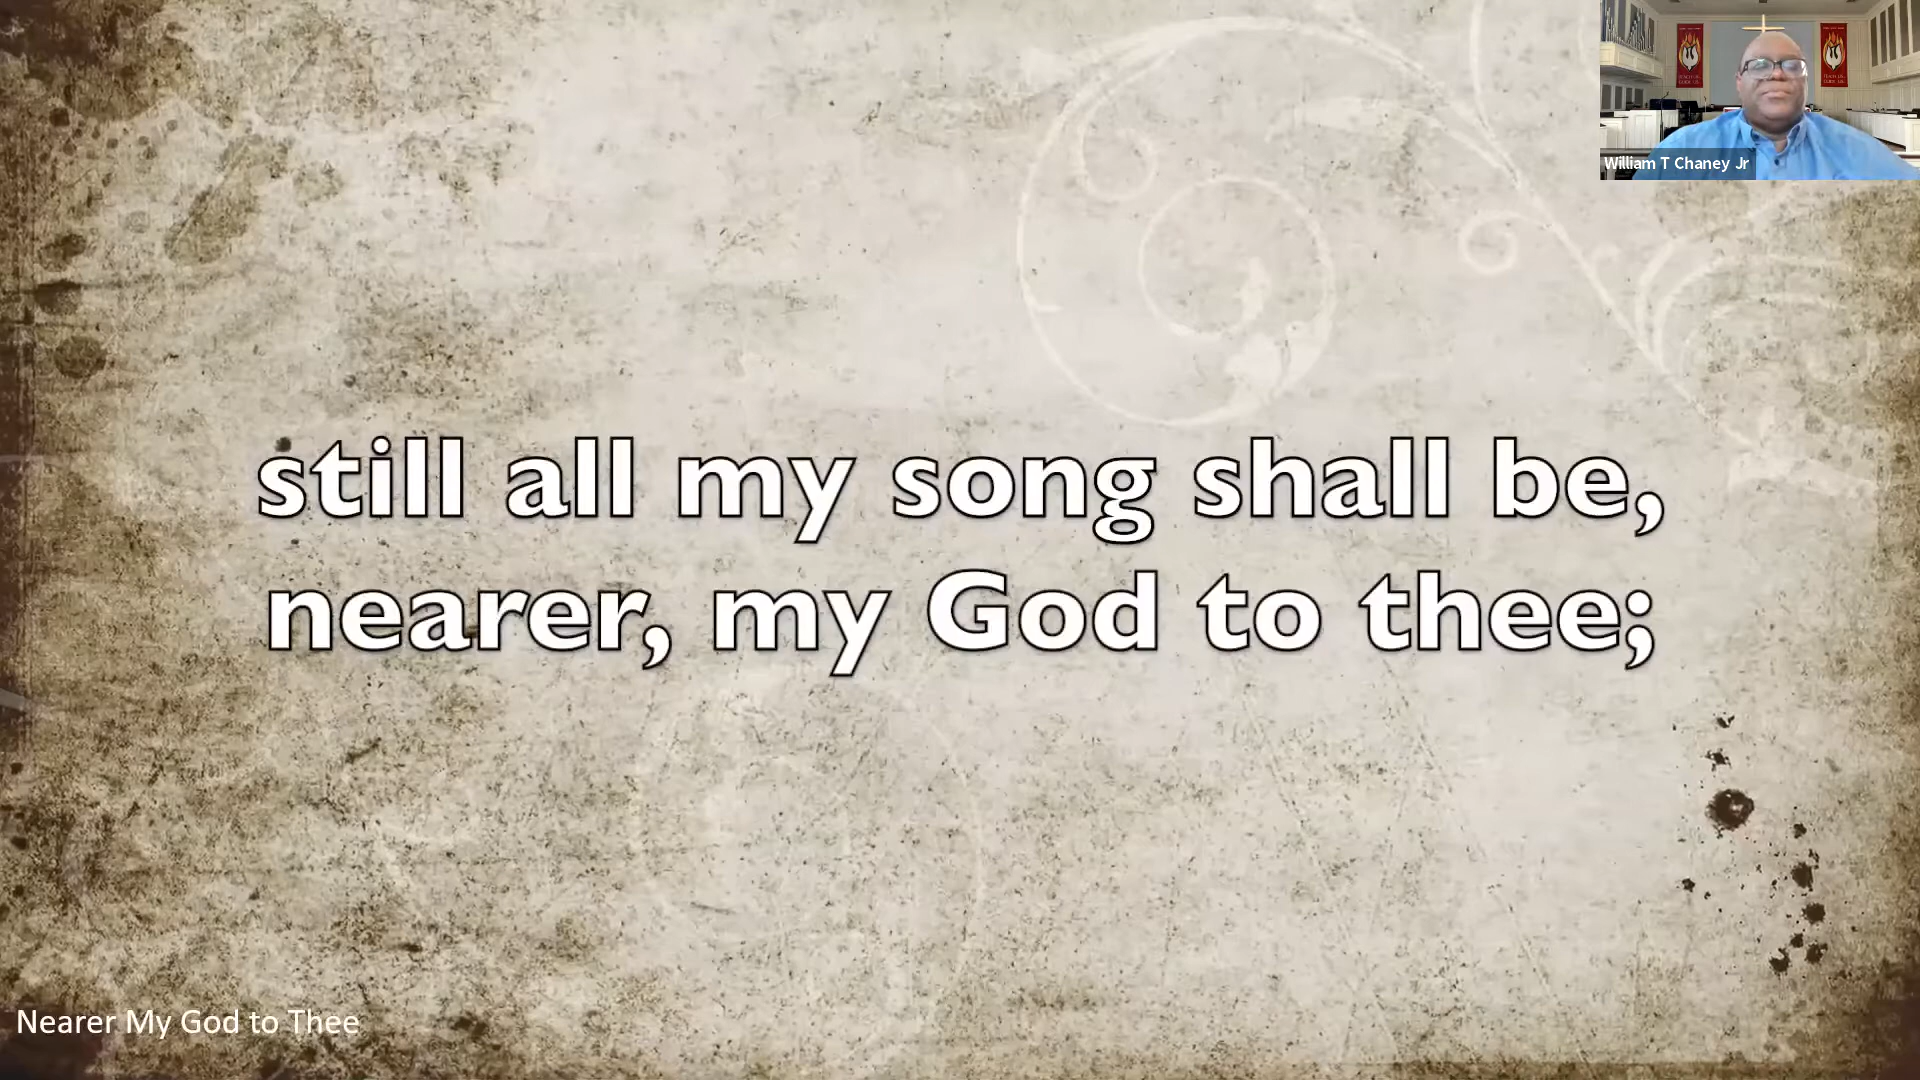 still all my song shall be,
nearer, my God to thee;
Nearer My God to Thee
William T Chaney Jr